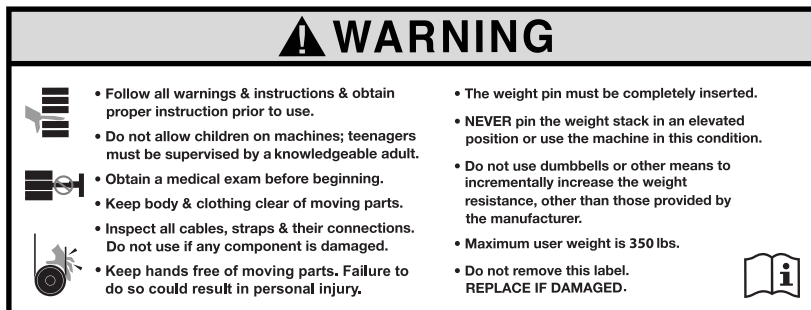 WARNING
• Follow all warnings & instructions & obtain
proper instruction prior to use.
• Do not allow children on machines; teenagers
must be supervised by a knowledgeable adult.
• Obtain a medical exam before beginning.
• Keep body & clothing clear of moving parts.
• Inspect all cables, straps & their connections.
Do not use if any component is damaged.
• Keep hands free of moving parts. Failure to
do so could result in personal injury.
• The weight pin must be completely inserted.
• NEVER pin the weight stack in an elevated
position or use the machine in this condition.
• Do not use dumbbells or other means to
incrementally increase the weight
resistance, other than those provided by
the manufacturer.
• Maximum user weight is 350 lbs.
• Do not remove this label.
REPLACE IF DAMAGED.
i